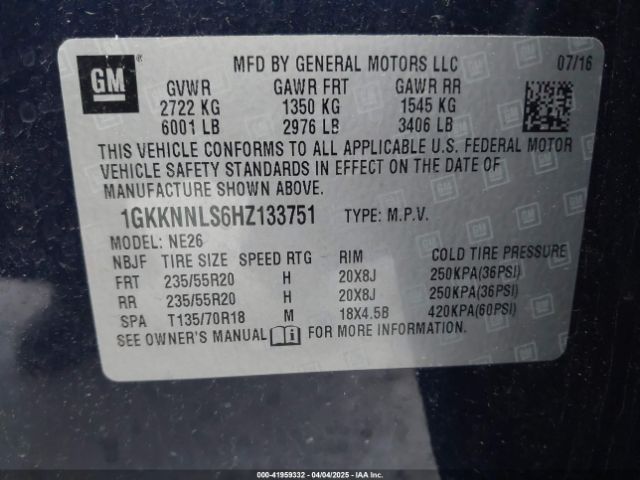 GM
MFD BY GENERAL MOTORS LLC 07/16
GVWR GAWR FRT GAWR RR
2722 KG 1350 KG 1545 KG
6001 LB 2976 LB 3406 LB
THIS VEHICLE CONFORMS TO ALL APPLICABLE U.S. FEDERAL MOTOR
VEHICLE SAFETY STANDARDS IN EFFECT ON THE DATE OF
MANUFACTURE SHOWN ABOVE.
1GKKNNLS6HZ133751 TYPE: M.P.V.
MODEL: NE26
NBJF TIRE SIZE SPEED RTG RIM COLD TIRE PRESSURE
FRT 235/55R20 H 20X8J 250KPA(36PSI)
RR 235/55R20 H 20X8J 250KPA(36PSI)
SPA T135/70R18 M 18X4.5B 420KPA(60PSI)
SEE OWNER'S MANUAL FOR MORE INFORMATION.
000-41959332 - 04/04/2025 - IAAI.COM